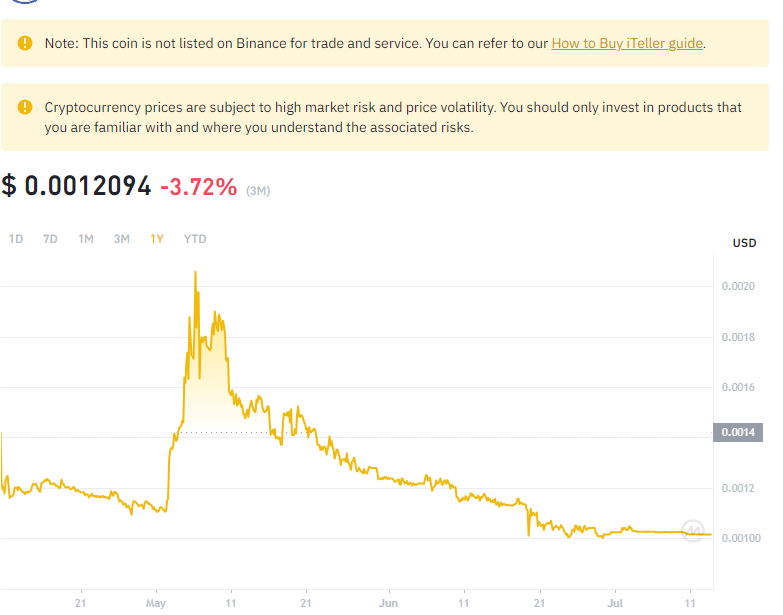 Note: This coin is not listed on Binance for trade and service. You can refer to our How to Buy iTeller guide.
Cryptocurrency prices are subject to high market risk and price volatility. You should only invest in products that
you are familiar with and where you understand the associated risks.
$ 0.0012094 -3.72% (3M)
1D 7D 1M 3M 1Y YTD
USD
0.0020
0.0018
0.0016
0.0014
0.0012
0.00100
21 May 11 21 Jun 11 21 Jul 11